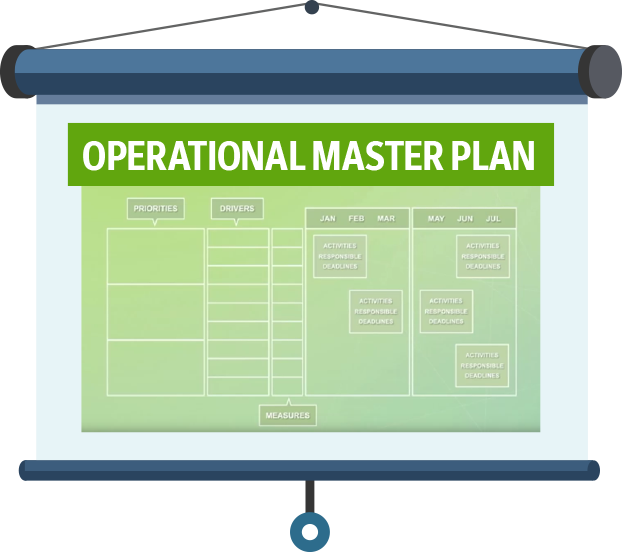 OPERATIONAL MASTER PLAN
PRIORITIES DRIVERS
JAN FEB MAR MAY JUN JUL
ACTIVITIES
RESPONSIBLE
DEADLINES
ACTIVITIES
RESPONSIBLE
DEADLINES
ACTIVITIES
RESPONSIBLE
DEADLINES
ACTIVITIES
RESPONSIBLE
DEADLINES
ACTIVITIES
RESPONSIBLE
DEADLINES
MEASURES